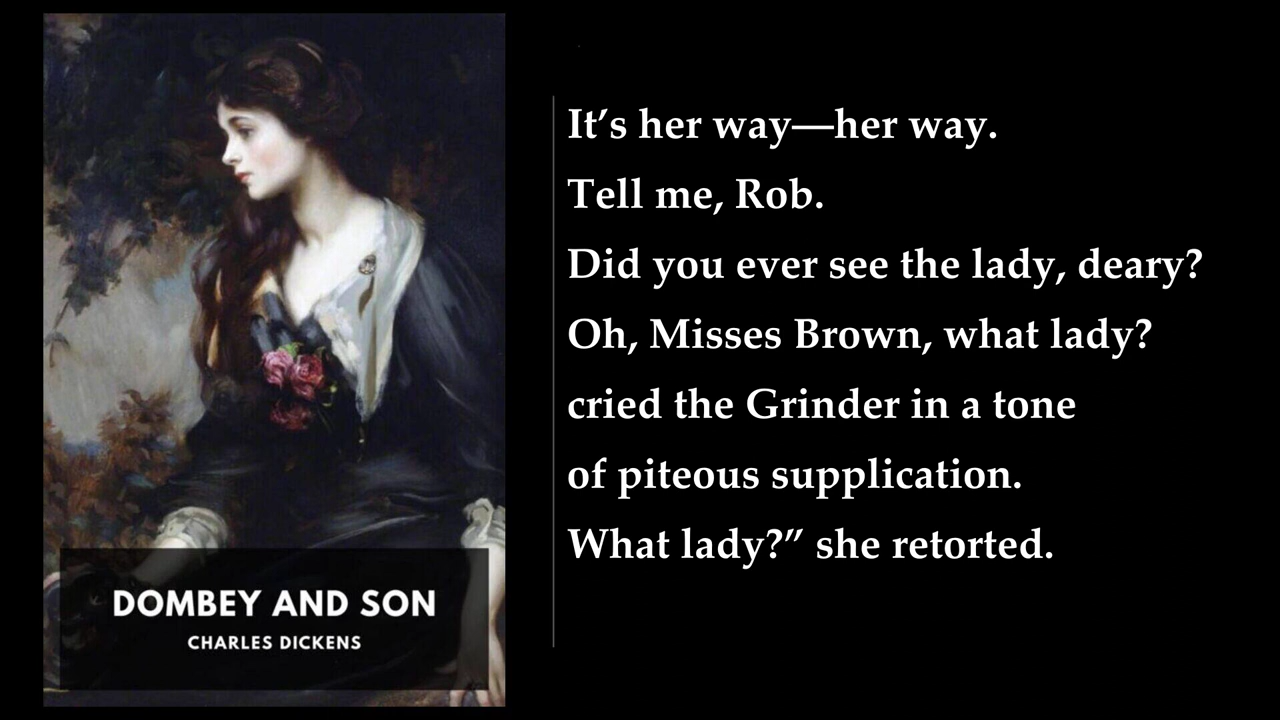 It’s her way—her way.
Tell me, Rob.
Did you ever see the lady, deary?
Oh, Misses Brown, what lady?
cried the Grinder in a tone
of piteous supplication.
What lady?” she retorted.
DOMBEY AND SON
CHARLES DICKENS